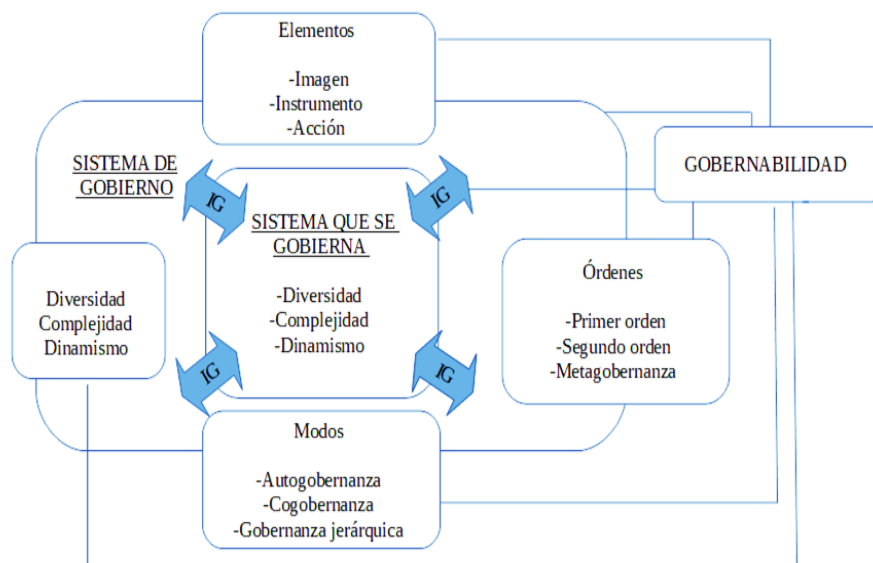 Elementos
-Imagen
-Instrumento
-Acción
SISTEMA DE
GOBIERNO
GOBERNABILIDAD
IG
IG
SISTEMA QUE SE
GOBIERNA
-Diversidad
-Complejidad
-Dinamismo
Diversidad
Complejidad
Dinamismo
Órdenes
-Primer orden
-Segundo orden
-Metagobernanza
IG
IG
Modos
-Autogobernanza
-Cogobernanza
-Gobernanza jerárquica